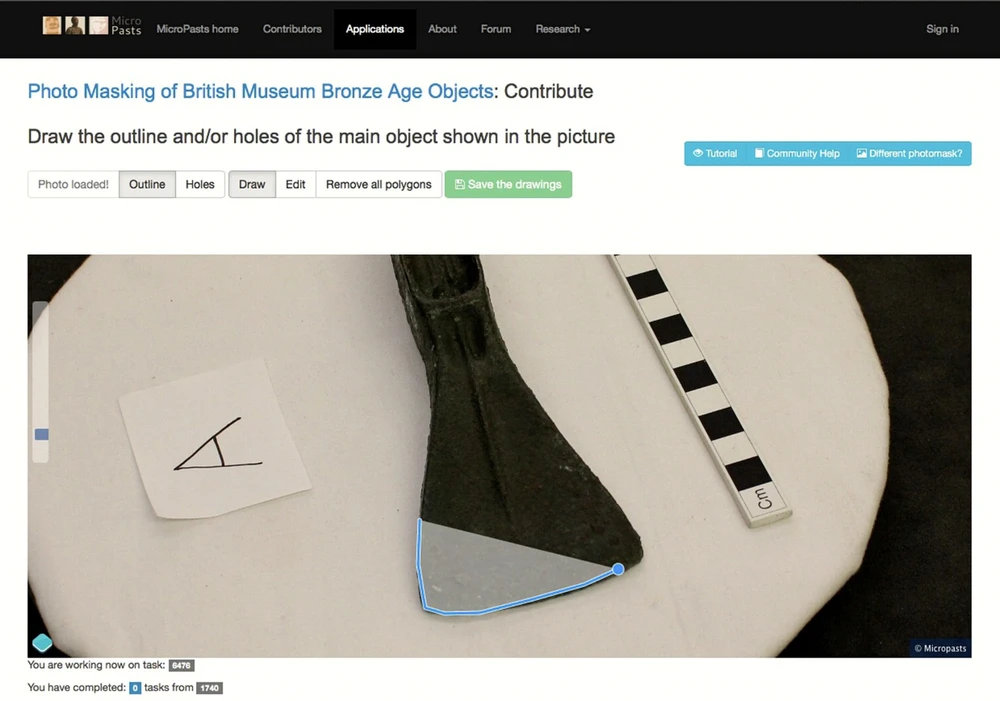 Micro
Pasts
MicroPasts home
Contributors
Applications
About
Forum
Research
Sign in
Photo Masking of British Museum Bronze Age Objects: Contribute
Draw the outline and/or holes of the main object shown in the picture
Tutorial
Community Help
Different photomask?
Photo loaded!
Outline
Holes
Draw
Edit
Remove all polygons
Save the drawings
A
Cm
© Micropasts
You are working now on task: 6476
You have completed: 0 tasks from 1740